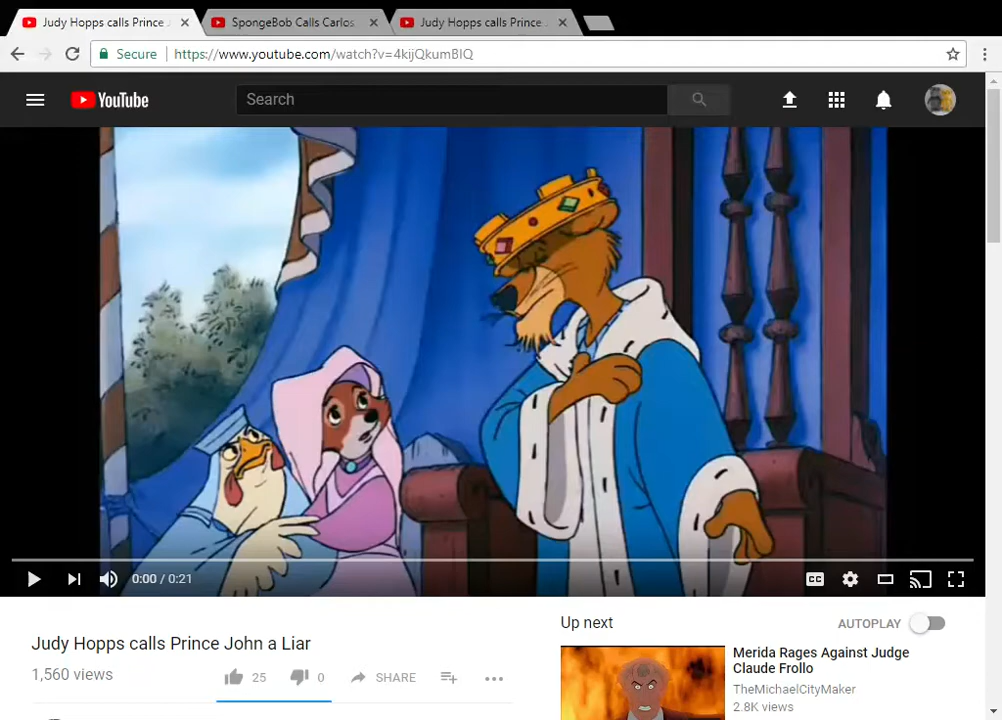 Judy Hopps calls Prince J
SpongeBob Calls Carlos
Judy Hopps calls Prince
Secure
https://www.youtube.com/watch?v=4kijQkumBIQ
YouTube
Search
0:00 / 0:21
CC
Judy Hopps calls Prince John a Liar
1,560 views
25
0
SHARE
Up next
AUTOPLAY
Merida Rages Against Judge
Claude Frollo
TheMichaelCityMaker
2.8K views